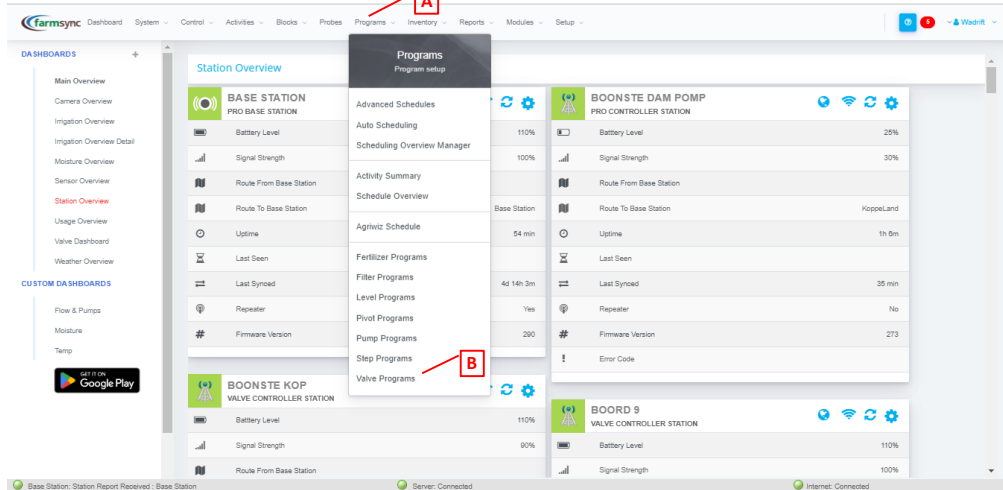 A
farmsync Dashboard System Control Activities Blocks Probes Programs Inventory Reports Modules Setup 6 Wadrift
DASHBOARDS +
Main Overview
Camera Overview
Irrigation Overview
Irrigation Overview Detail
Moisture Overview
Sensor Overview
Station Overview
Usage Overview
Valve Dashboard
Weather Overview
CUSTOM DASHBOARDS
Flow & Pumps
Moisture
Temp
GET IT ON
Google Play
Station Overview
BASE STATION
PRO BASE STATION
Battery Level 110%
Signal Strength 100%
Route From Base Station
Route To Base Station Base Station
Uptime 54 min
Last Seen
Last Synced 4d 14h 3m
Repeater Yes
Firmware Version 290
BOONSTE KOP
VALVE CONTROLLER STATION
Battery Level 110%
Signal Strength 90%
Route From Base Station
Programs
Program setup
Advanced Schedules
Auto Scheduling
Scheduling Overview Manager
Activity Summary
Schedule Overview
Agriwiz Schedule
Fertilizer Programs
Filter Programs
Level Programs
Pivot Programs
Pump Programs
Step Programs
Valve Programs
B
BOONSTE DAM POMP
PRO CONTROLLER STATION
Battery Level 25%
Signal Strength 30%
Route From Base Station
Route To Base Station KoppeLand
Uptime 1h 6m
Last Seen
Last Synced 35 min
Repeater No
# Firmware Version 273
! Error Code
BOORD 9
VALVE CONTROLLER STATION
Battery Level 110%
Signal Strength 100%
Base Station: Station Report Received : Base Station Server: Connected Internet: Connected